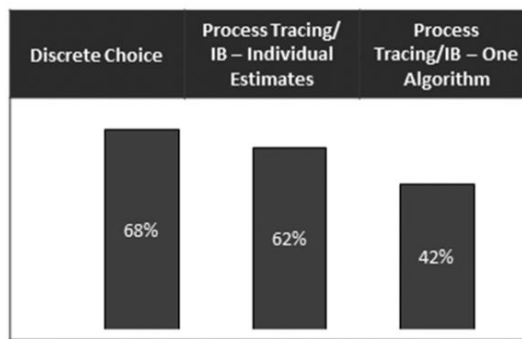 Discrete Choice
Process Tracing/
IB – Individual
Estimates
Process
Tracing/IB – One
Algorithm
68%
62%
42%